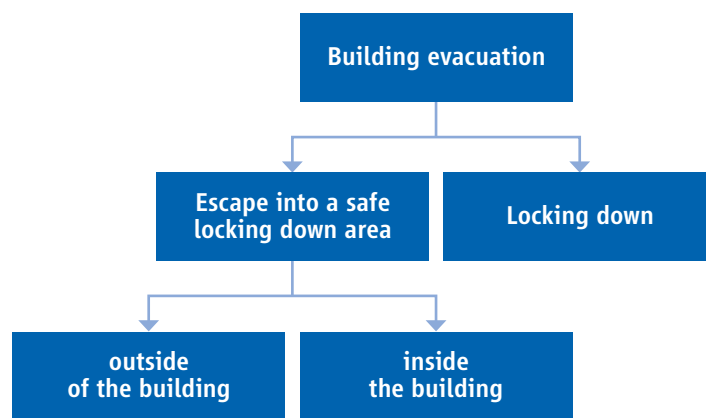 Building evacuation
Escape into a safe
locking down area
Locking down
outside
of the building
inside
the building